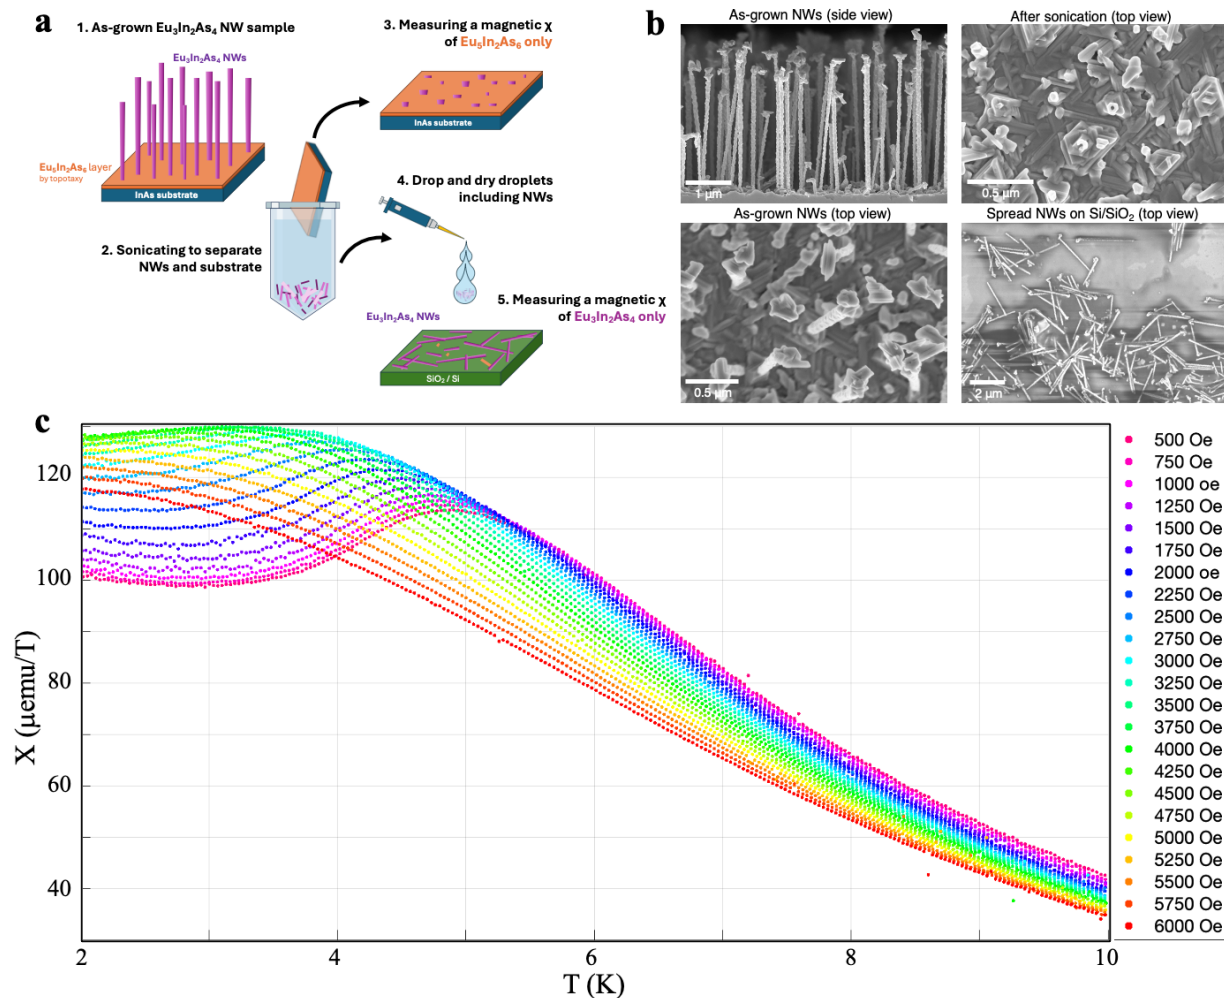 a
1. As-grown Eu₃In₂As₄ NW sample
Eu₃In₂As₄ NWs
Eu₅In₂As₆ layer
by topotaxy
InAs substrate
2. Sonicating to separate
NWs and substrate
3. Measuring a magnetic χ
of Eu₅In₂As₆ only
InAs substrate
4. Drop and dry droplets
including NWs
5. Measuring a magnetic χ
of Eu₃In₂As₄ only
Eu₃In₂As₄ NWs
SiO₂ / Si
b
As-grown NWs (side view)
1 μm
After sonication (top view)
0.5 μm
As-grown NWs (top view)
0.5 μm
Spread NWs on Si/SiO₂ (top view)
2 μm
c
X (μemu/T)
120
100
80
60
40
2
4
6
8
10
T (K)
500 Oe
750 Oe
1000 oe
1250 Oe
1500 Oe
1750 Oe
2000 oe
2250 Oe
2500 Oe
2750 Oe
3000 Oe
3250 Oe
3500 Oe
3750 Oe
4000 Oe
4250 Oe
4500 Oe
4750 Oe
5000 Oe
5250 Oe
5500 Oe
5750 Oe
6000 Oe